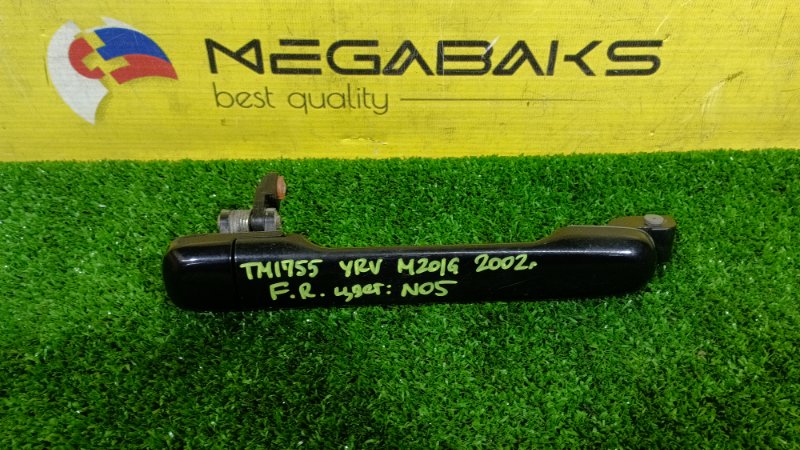 MEGABAKS
best quality
TM1755 YRV M201G 2002г.
F.R. цвет: N05